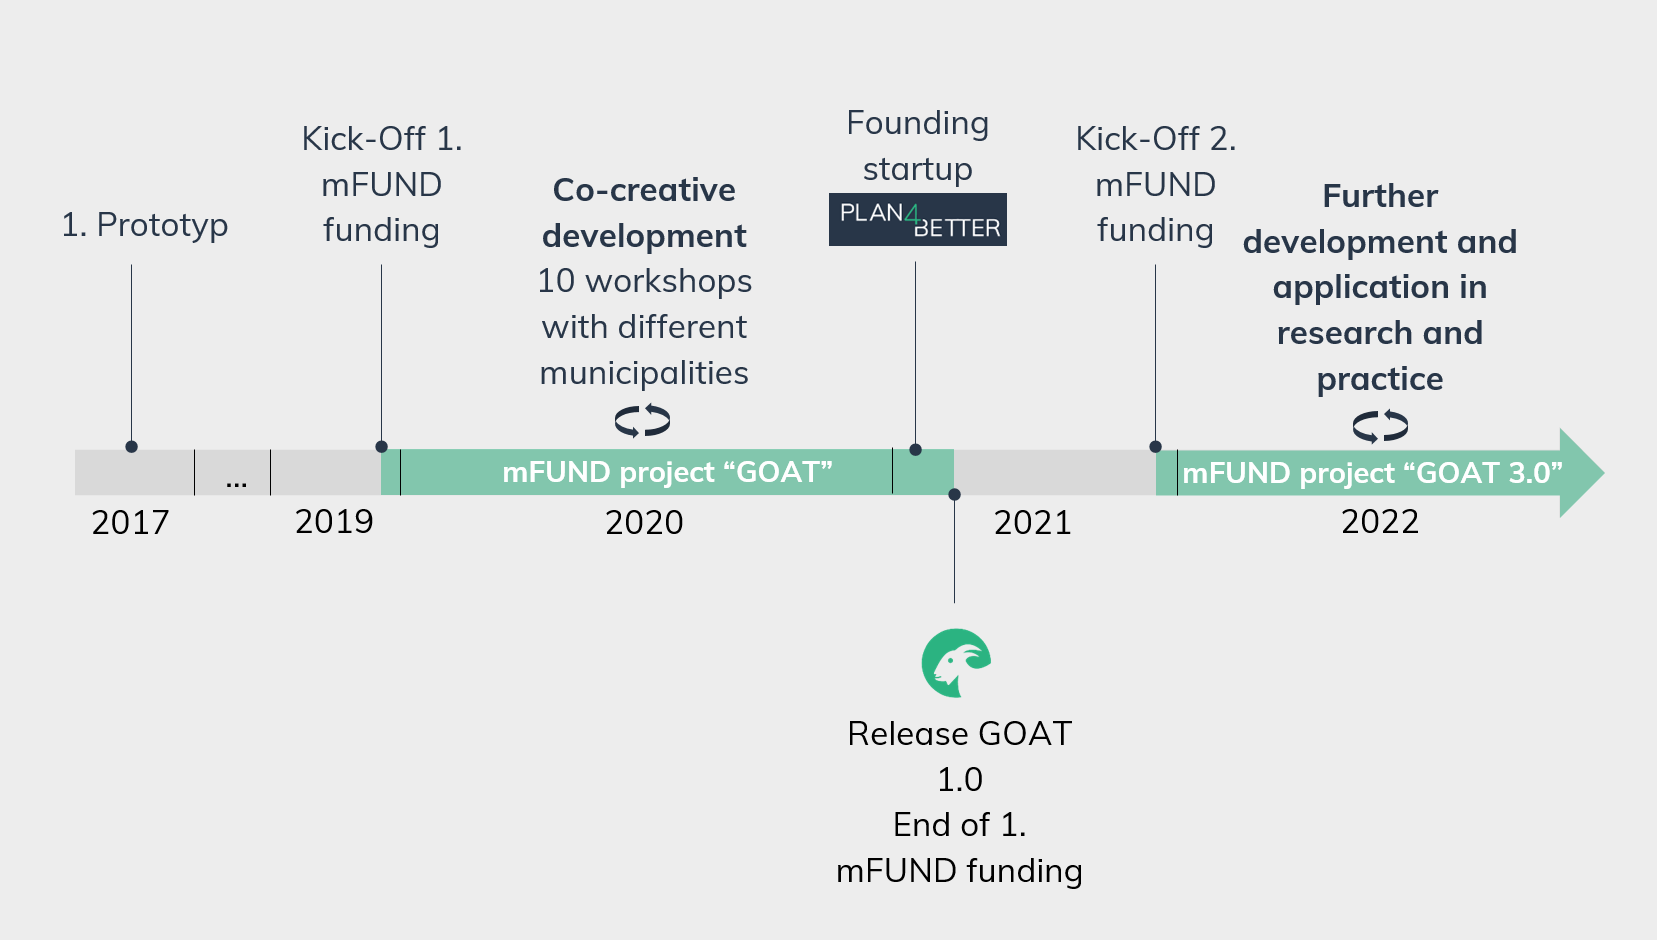 1. Prototyp
Kick-Off 1.
mFUND
funding
Co-creative
development
10 workshops
with different
municipalities
Founding
startup
PLAN4
BETTER
Kick-Off 2.
mFUND
funding
Further
development and
application in
research and
practice
...
mFUND project “GOAT”
mFUND project “GOAT 3.0”
2017
2019
2020
2021
2022
Release GOAT
1.0
End of 1.
mFUND funding